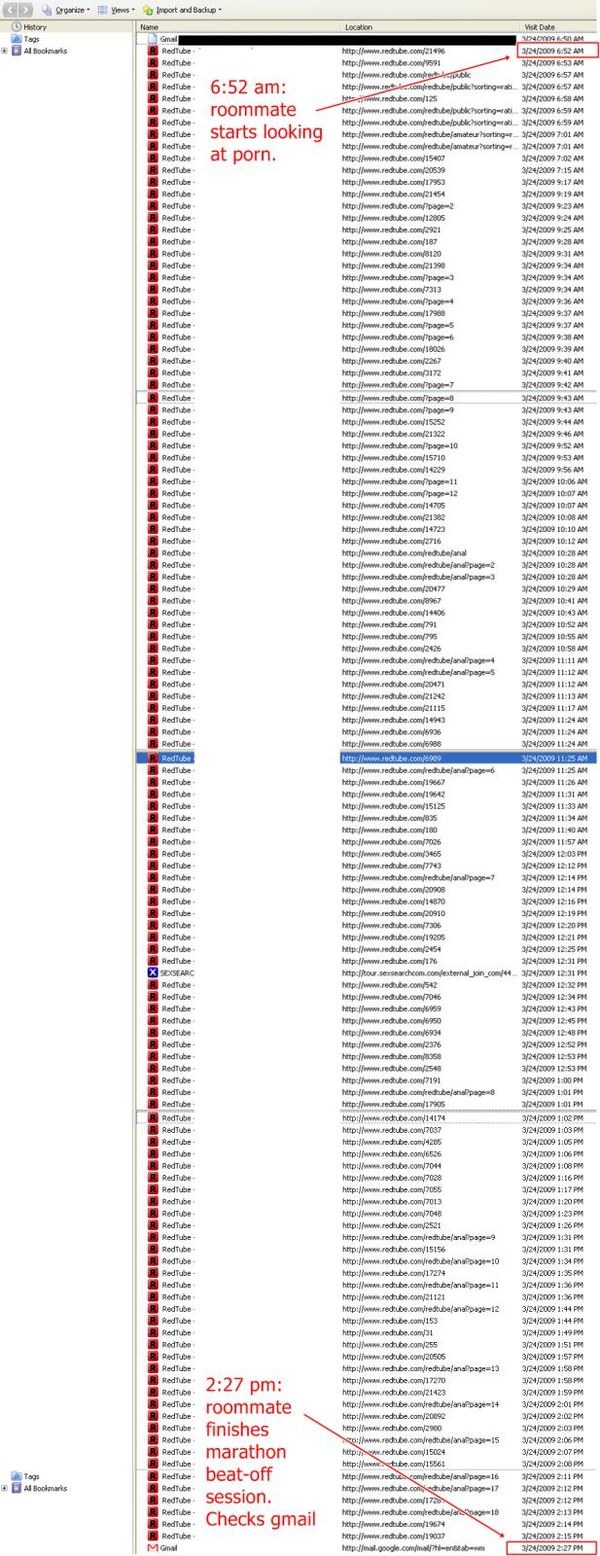 Organize Views Import and Backup
Name Location Visit Date
History
Tags
All Bookmarks
Gmail 3/24/2009 6:50 AM
RedTube - http://www.redtube.com/21496 3/24/2009 6:52 AM
RedTube - http://www.redtube.com/9591 3/24/2009 6:53 AM
RedTube - http://www.redtube/public 3/24/2009 6:57 AM
RedTube - http://www.redtube/public?sorting=rati... 3/24/2009 6:57 AM
RedTube - http://www.redtube.com/125 3/24/2009 6:58 AM
RedTube - http://www.redtube/public?sorting=rati... 3/24/2009 6:59 AM
RedTube - http://www.redtube/public?sorting=rati... 3/24/2009 6:59 AM
RedTube - http://www.redtube/amateur?sorting=r... 3/24/2009 7:01 AM
RedTube - http://www.redtube/amateur?sorting=r... 3/24/2009 7:01 AM
6:52 am:
roommate
starts looking
at porn.
RedTube - http://www.redtube.com/15407 3/24/2009 7:02 AM
RedTube - http://www.redtube.com/20539 3/24/2009 7:15 AM
RedTube - http://www.redtube.com/17953 3/24/2009 9:17 AM
RedTube - http://www.redtube.com/21454 3/24/2009 9:19 AM
RedTube - http://www.redtube.com/?page=2 3/24/2009 9:23 AM
RedTube - http://www.redtube.com/12805 3/24/2009 9:24 AM
RedTube - http://www.redtube.com/2921 3/24/2009 9:25 AM
RedTube - http://www.redtube.com/187 3/24/2009 9:28 AM
RedTube - http://www.redtube.com/8120 3/24/2009 9:31 AM
RedTube - http://www.redtube.com/21398 3/24/2009 9:34 AM
RedTube - http://www.redtube.com/?page=3 3/24/2009 9:34 AM
RedTube - http://www.redtube.com/7313 3/24/2009 9:34 AM
RedTube - http://www.redtube.com/?page=4 3/24/2009 9:36 AM
RedTube - http://www.redtube.com/17988 3/24/2009 9:37 AM
RedTube - http://www.redtube.com/?page=5 3/24/2009 9:37 AM
RedTube - http://www.redtube.com/?page=6 3/24/2009 9:38 AM
RedTube - http://www.redtube.com/18026 3/24/2009 9:39 AM
RedTube - http://www.redtube.com/2267 3/24/2009 9:40 AM
RedTube - http://www.redtube.com/3172 3/24/2009 9:41 AM
RedTube - http://www.redtube.com/?page=7 3/24/2009 9:42 AM
RedTube - http://www.redtube.com/?page=8 3/24/2009 9:43 AM
RedTube - http://www.redtube.com/?page=9 3/24/2009 9:43 AM
RedTube - http://www.redtube.com/15252 3/24/2009 9:44 AM
RedTube - http://www.redtube.com/21322 3/24/2009 9:46 AM
RedTube - http://www.redtube.com/?page=10 3/24/2009 9:52 AM
RedTube - http://www.redtube.com/15710 3/24/2009 9:53 AM
RedTube - http://www.redtube.com/14229 3/24/2009 9:56 AM
RedTube - http://www.redtube.com/?page=11 3/24/2009 10:06 AM
RedTube - http://www.redtube.com/?page=12 3/24/2009 10:07 AM
RedTube - http://www.redtube.com/14705 3/24/2009 10:07 AM
RedTube - http://www.redtube.com/21382 3/24/2009 10:08 AM
RedTube - http://www.redtube.com/14723 3/24/2009 10:10 AM
RedTube - http://www.redtube.com/2716 3/24/2009 10:12 AM
RedTube - http://www.redtube.com/redtube/anal 3/24/2009 10:28 AM
RedTube - http://www.redtube.com/redtube/anal?page=2 3/24/2009 10:28 AM
RedTube - http://www.redtube.com/redtube/anal?page=3 3/24/2009 10:28 AM
RedTube - http://www.redtube.com/20477 3/24/2009 10:29 AM
RedTube - http://www.redtube.com/8967 3/24/2009 10:41 AM
RedTube - http://www.redtube.com/14406 3/24/2009 10:43 AM
RedTube - http://www.redtube.com/791 3/24/2009 10:52 AM
RedTube - http://www.redtube.com/795 3/24/2009 10:55 AM
RedTube - http://www.redtube.com/2426 3/24/2009 10:58 AM
RedTube - http://www.redtube.com/redtube/anal?page=4 3/24/2009 11:11 AM
RedTube - http://www.redtube.com/redtube/anal?page=5 3/24/2009 11:12 AM
RedTube - http://www.redtube.com/20471 3/24/2009 11:12 AM
RedTube - http://www.redtube.com/21242 3/24/2009 11:13 AM
RedTube - http://www.redtube.com/21115 3/24/2009 11:17 AM
RedTube - http://www.redtube.com/14943 3/24/2009 11:24 AM
RedTube - http://www.redtube.com/6936 3/24/2009 11:24 AM
RedTube - http://www.redtube.com/6988 3/24/2009 11:24 AM
RedTube - http://www.redtube.com/6989 3/24/2009 11:25 AM
RedTube - http://www.redtube.com/redtube/anal?page=6 3/24/2009 11:25 AM
RedTube - http://www.redtube.com/19667 3/24/2009 11:26 AM
RedTube - http://www.redtube.com/19642 3/24/2009 11:31 AM
RedTube - http://www.redtube.com/15125 3/24/2009 11:33 AM
RedTube - http://www.redtube.com/835 3/24/2009 11:34 AM
RedTube - http://www.redtube.com/180 3/24/2009 11:40 AM
RedTube - http://www.redtube.com/7026 3/24/2009 11:57 AM
RedTube - http://www.redtube.com/3465 3/24/2009 12:03 PM
RedTube - http://www.redtube.com/7743 3/24/2009 12:12 PM
RedTube - http://www.redtube.com/redtube/anal?page=7 3/24/2009 12:14 PM
RedTube - http://www.redtube.com/20908 3/24/2009 12:14 PM
RedTube - http://www.redtube.com/14870 3/24/2009 12:16 PM
RedTube - http://www.redtube.com/20910 3/24/2009 12:19 PM
RedTube - http://www.redtube.com/7306 3/24/2009 12:20 PM
RedTube - http://www.redtube.com/19205 3/24/2009 12:21 PM
RedTube - http://www.redtube.com/2454 3/24/2009 12:25 PM
RedTube - http://www.redtube.com/176 3/24/2009 12:31 PM
SEXSEARC http://tour.sexsearchcom.com/external_join_com/44... 3/24/2009 12:31 PM
RedTube - http://www.redtube.com/542 3/24/2009 12:32 PM
RedTube - http://www.redtube.com/7046 3/24/2009 12:34 PM
RedTube - http://www.redtube.com/6959 3/24/2009 12:43 PM
RedTube - http://www.redtube.com/6950 3/24/2009 12:45 PM
RedTube - http://www.redtube.com/6934 3/24/2009 12:48 PM
RedTube - http://www.redtube.com/2376 3/24/2009 12:52 PM
RedTube - http://www.redtube.com/8358 3/24/2009 12:53 PM
RedTube - http://www.redtube.com/2548 3/24/2009 12:53 PM
RedTube - http://www.redtube.com/7191 3/24/2009 1:00 PM
RedTube - http://www.redtube.com/redtube/anal?page=8 3/24/2009 1:01 PM
RedTube - http://www.redtube.com/17905 3/24/2009 1:01 PM
RedTube - http://www.redtube.com/14174 3/24/2009 1:02 PM
RedTube - http://www.redtube.com/7037 3/24/2009 1:03 PM
RedTube - http://www.redtube.com/4285 3/24/2009 1:05 PM
RedTube - http://www.redtube.com/6526 3/24/2009 1:06 PM
RedTube - http://www.redtube.com/7044 3/24/2009 1:08 PM
RedTube - http://www.redtube.com/7028 3/24/2009 1:16 PM
RedTube - http://www.redtube.com/7055 3/24/2009 1:17 PM
RedTube - http://www.redtube.com/7013 3/24/2009 1:20 PM
RedTube - http://www.redtube.com/7048 3/24/2009 1:23 PM
RedTube - http://www.redtube.com/2521 3/24/2009 1:26 PM
RedTube - http://www.redtube.com/redtube/anal?page=9 3/24/2009 1:31 PM
RedTube - http://www.redtube.com/15156 3/24/2009 1:31 PM
RedTube - http://www.redtube.com/redtube/anal?page=10 3/24/2009 1:34 PM
RedTube - http://www.redtube.com/17274 3/24/2009 1:35 PM
RedTube - http://www.redtube.com/redtube/anal?page=11 3/24/2009 1:36 PM
RedTube - http://www.redtube.com/21121 3/24/2009 1:36 PM
RedTube - http://www.redtube.com/redtube/anal?page=12 3/24/2009 1:44 PM
RedTube - http://www.redtube.com/153 3/24/2009 1:44 PM
RedTube - http://www.redtube.com/31 3/24/2009 1:49 PM
RedTube - http://www.redtube.com/255 3/24/2009 1:51 PM
RedTube - http://www.redtube.com/20505 3/24/2009 1:57 PM
RedTube - http://www.redtube.com/redtube/anal?page=13 3/24/2009 1:58 PM
RedTube - http://www.redtube.com/17270 3/24/2009 1:58 PM
RedTube - http://www.redtube.com/21423 3/24/2009 1:59 PM
RedTube - http://www.redtube.com/redtube/anal?page=14 3/24/2009 2:01 PM
RedTube - http://www.redtube.com/20892 3/24/2009 2:02 PM
RedTube - http://www.redtube.com/2980 3/24/2009 2:03 PM
RedTube - http://www.redtube.com/redtube/anal?page=15 3/24/2009 2:06 PM
RedTube - http://www.redtube.com/15024 3/24/2009 2:07 PM
RedTube - http://www.redtube.com/15561 3/24/2009 2:08 PM
2:27 pm:
roommate
finishes
marathon
beat-off
session.
Checks gmail
Tags
All Bookmarks
RedTube - http://www.redtube.com/redtube/anal?page=16 3/24/2009 2:11 PM
RedTube - http://www.redtube.com/redtube/anal?page=17 3/24/2009 2:12 PM
RedTube - 3/24/2009 2:12 PM
RedTube - http://www.redtube.com/redtube/anal?page=18 3/24/2009 2:13 PM
RedTube - http://www.redtube.com/19674 3/24/2009 2:14 PM
RedTube - http://www.redtube.com/19037 3/24/2009 2:15 PM
Gmail http://mail.google.com/mail/?hl=en&tab=wm 3/24/2009 2:27 PM